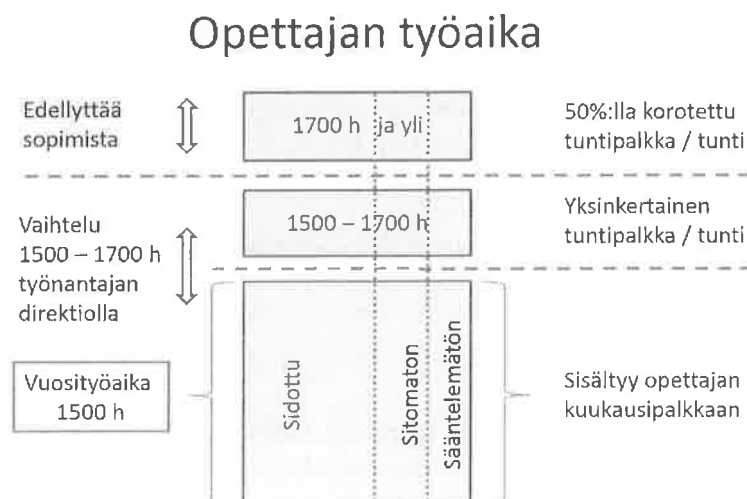 Opettajan työaika
Edellyttää
sopimista
1700 h ja yli
50%:lla korotettu
tuntipalkka / tunti
Vaihtelu
1500 – 1700 h
työnantajan
direktiolla
1500 – 1700 h
Yksinkertainen
tuntipalkka / tunti
Vuosityöaika
1500 h
Sidottu
Sitomaton
Sääntelemätön
Sisältyy opettajan
kuukausipalkkaan